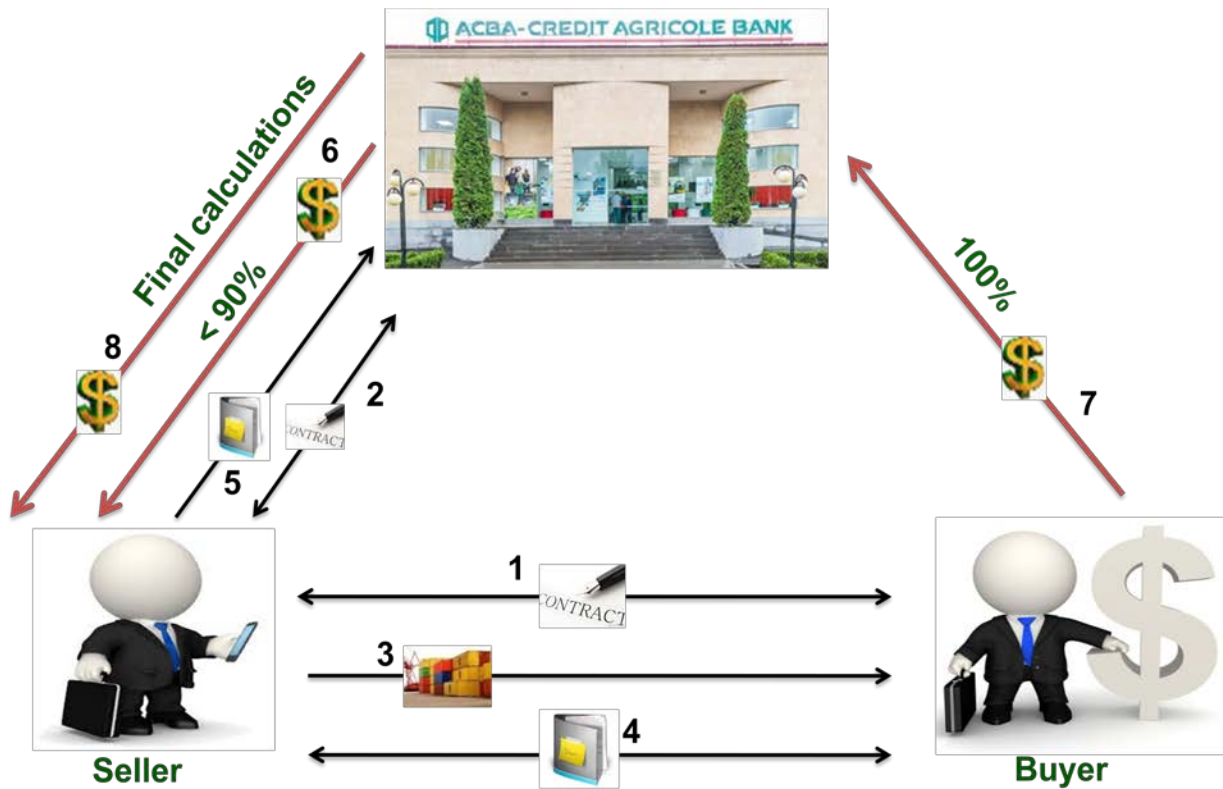 ACBA-CREDIT AGRICOLE BANK
Final calculations
6
< 90%
100%
8
2
7
5
CONTRACT
1
CONTRACT
3
4
Seller
Buyer